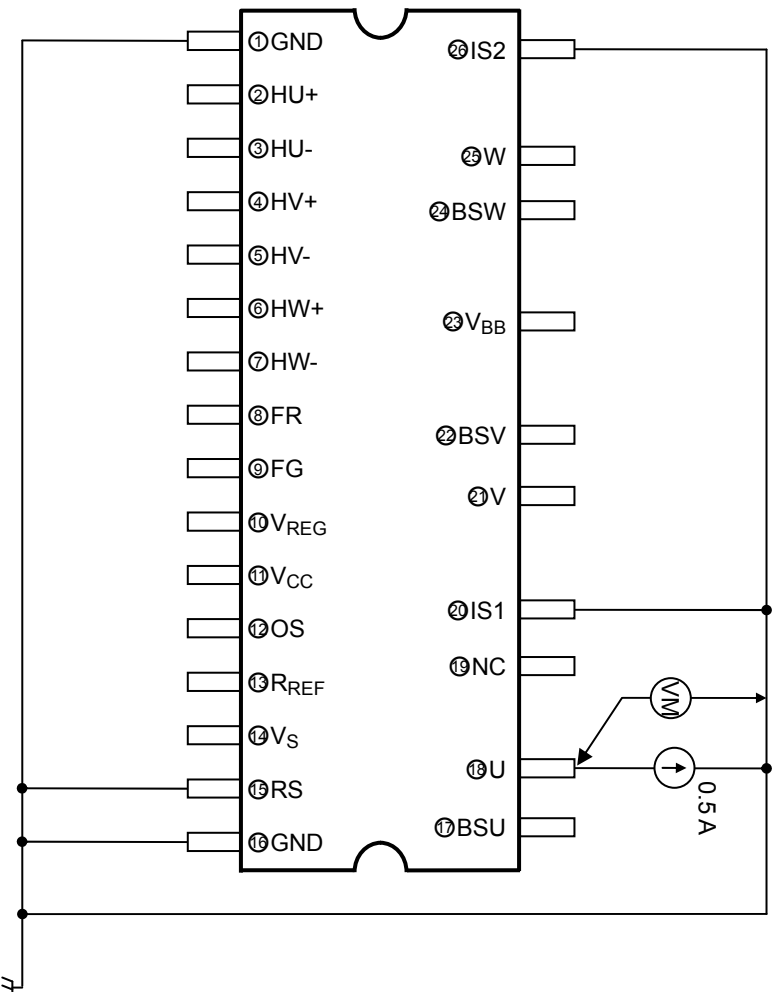 ①GND
②HU+
③HU-
④HV+
⑤HV-
⑥HW+
⑦HW-
⑧FR
⑨FG
⑩VREG
⑪VCC
⑫OS
⑬RREF
⑭VS
⑮RS
⑯GND
㉖IS2
㉕W
㉔BSW
㉓VBB
㉒BSV
㉑V
⑳IS1
⑲NC
⑱U
⑰BSU
VM
0.5 A